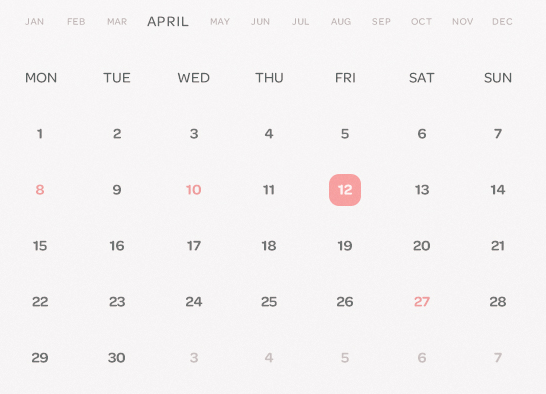 JAN FEB MAR APRIL MAY JUN JUL AUG SEP OCT NOV DEC
MON TUE WED THU FRI SAT SUN
1 2 3 4 5 6 7
8 9 10 11 12 13 14
15 16 17 18 19 20 21
22 23 24 25 26 27 28
29 30 3 4 5 6 7